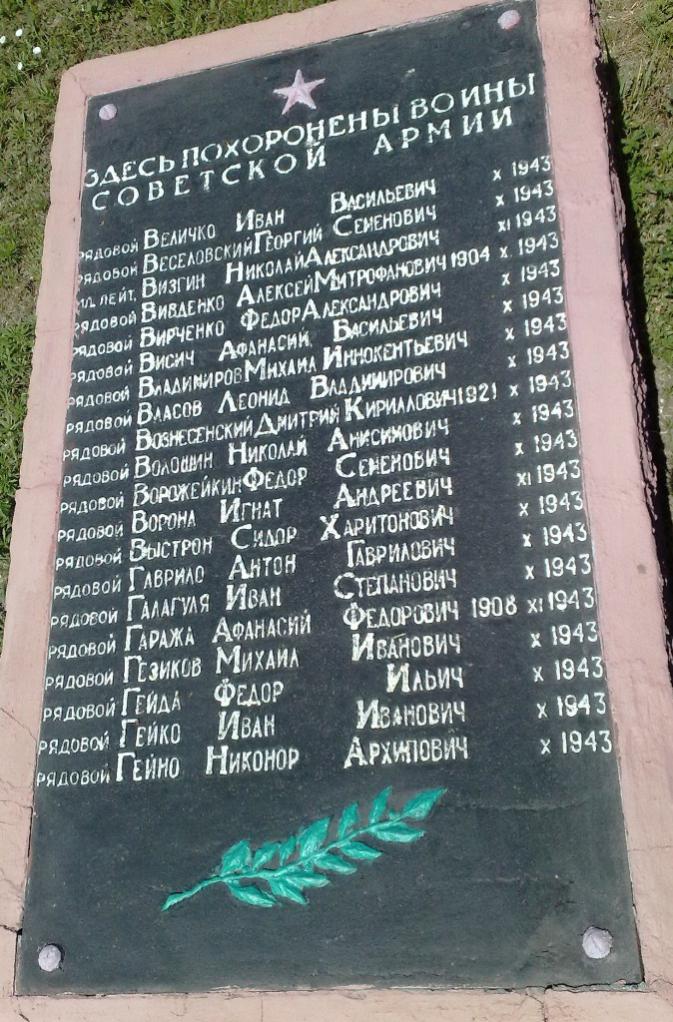 ЗДЕСЬ ПОХОРОНЕНЫ ВОИНЫ
СОВЕТСКОЙ АРМИИ
РЯДОВОЙ ВЕЛИЧКО ИВАН ВАСИЛЬЕВИЧ X 1943
РЯДОВОЙ ВЕСЕЛОВСКИЙ ГЕОРГИЙ СЕМЕНОВИЧ X 1943
МЛ. ЛЕЙТ. ВИЗГИН НИКОЛАЙ АЛЕКСАНДРОВИЧ XI 1943
РЯДОВОЙ ВИВДЕНКО АЛЕКСЕЙ МИТРОФАНОВИЧ 1904 X 1943
РЯДОВОЙ ВИРЧЕНКО ФЕДОР АЛЕКСАНДРОВИЧ X 1943
РЯДОВОЙ ВИСИЧ АФАНАСИЙ ВАСИЛЬЕВИЧ X 1943
РЯДОВОЙ ВЛАДИМИРОВ МИХАИЛ ИННОКЕНТЬЕВИЧ X 1943
РЯДОВОЙ ВЛАСОВ ЛЕОНИД ВЛАДИМИРОВИЧ X 1943
РЯДОВОЙ ВОЗНЕСЕНСКИЙ ДМИТРИЙ КИРИЛЛОВИЧ 1921 X 1943
РЯДОВОЙ ВОЛОШИН НИКОЛАЙ АНИСИМОВИЧ X 1943
РЯДОВОЙ ВОРОЖЕЙКИН ФЕДОР СЕМЕНОВИЧ X 1943
РЯДОВОЙ ВОРОНА ИГНАТ АНДРЕЕВИЧ XI 1943
РЯДОВОЙ ВЫСТРОН СИДОР ХАРИТОНОВИЧ X 1943
РЯДОВОЙ ГАВРИЛО АНТОН ГАВРИЛОВИЧ X 1943
РЯДОВОЙ ГАЛАГУЛЯ ИВАН СТЕПАНОВИЧ X 1943
РЯДОВОЙ ГАРАЖА АФАНАСИЙ ФЕДОРОВИЧ 1908 XI 1943
РЯДОВОЙ ГЕЗИКОВ МИХАИЛ ИВАНОВИЧ X 1943
РЯДОВОЙ ГЕЙДА ФЕДОР ИЛЬИЧ X 1943
РЯДОВОЙ ГЕЙКО ИВАН ИВАНОВИЧ X 1943
РЯДОВОЙ ГЕЙНО НИКОНОР АРХИПОВИЧ X 1943